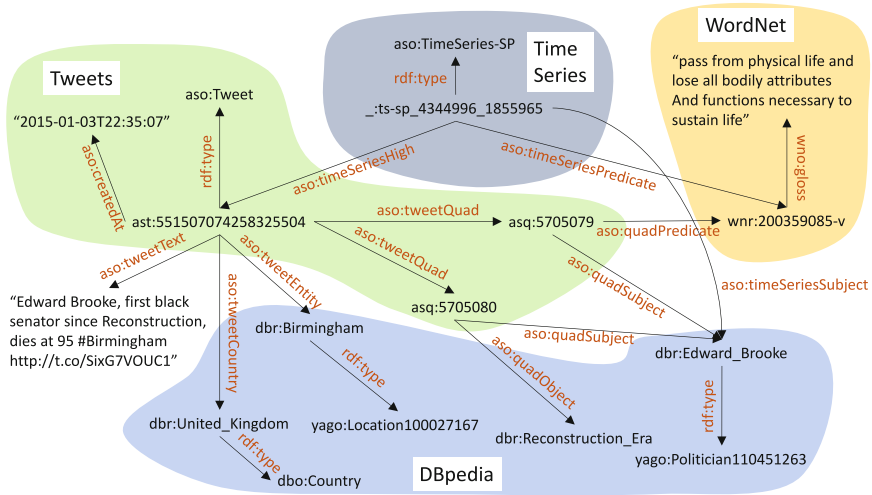 WordNet
Time
Series
aso:TimeSeries-SP
Tweets
rdf:type
"pass from physical life and
lose all bodily attributes
And functions necessary to
sustain life"
aso:Tweet
_:ts-sp_4344996_1855965
"2015-01-03T22:35:07"
rdf:type
aso:createdAt
aso:timeSeriesHigh
aso:timeSeriesPredicate
wno:gloss
ast:551507074258325504
aso:tweetQuad
asq:5705079
aso:quadPredicate
wnr:200359085-v
aso:tweetText
aso:tweetEntity
aso:tweetQuad
aso:quadSubject
aso:timeSeriesSubject
"Edward Brooke, first black
senator since Reconstruction,
dies at 95 #Birmingham
http://t.co/SixG7VOUC1"
aso:tweetCountry
dbr:Birmingham
asq:5705080
aso:quadSubject
dbr:Edward_Brooke
rdf:type
aso:quadObject
rdf:type
dbr:United_Kingdom
yago:Location100027167
dbr:Reconstruction_Era
rdf:type
yago:Politician110451263
dbo:Country
DBpedia